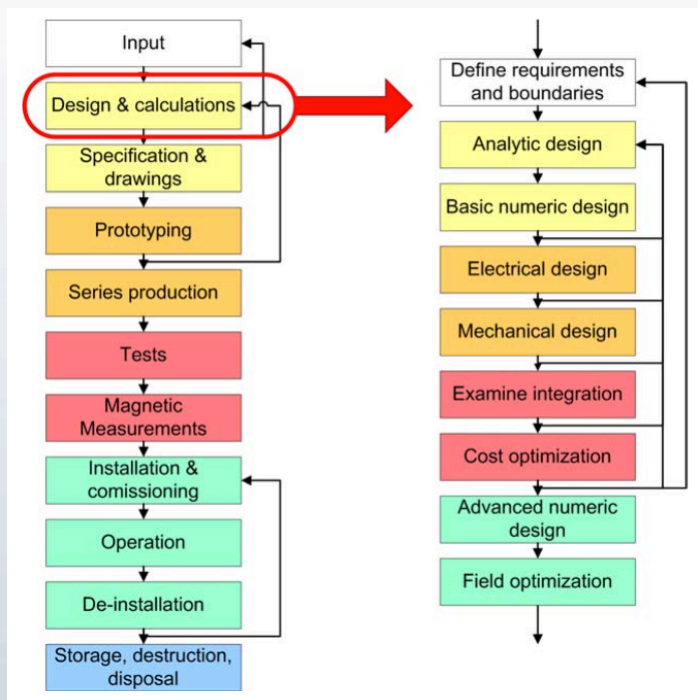 Input
Design & calculations
Specification &
drawings
Prototyping
Series production
Tests
Magnetic
Measurements
Installation &
comissioning
Operation
De-installation
Storage, destruction,
disposal
Define requirements
and boundaries
Analytic design
Basic numeric design
Electrical design
Mechanical design
Examine integration
Cost optimization
Advanced numeric
design
Field optimization